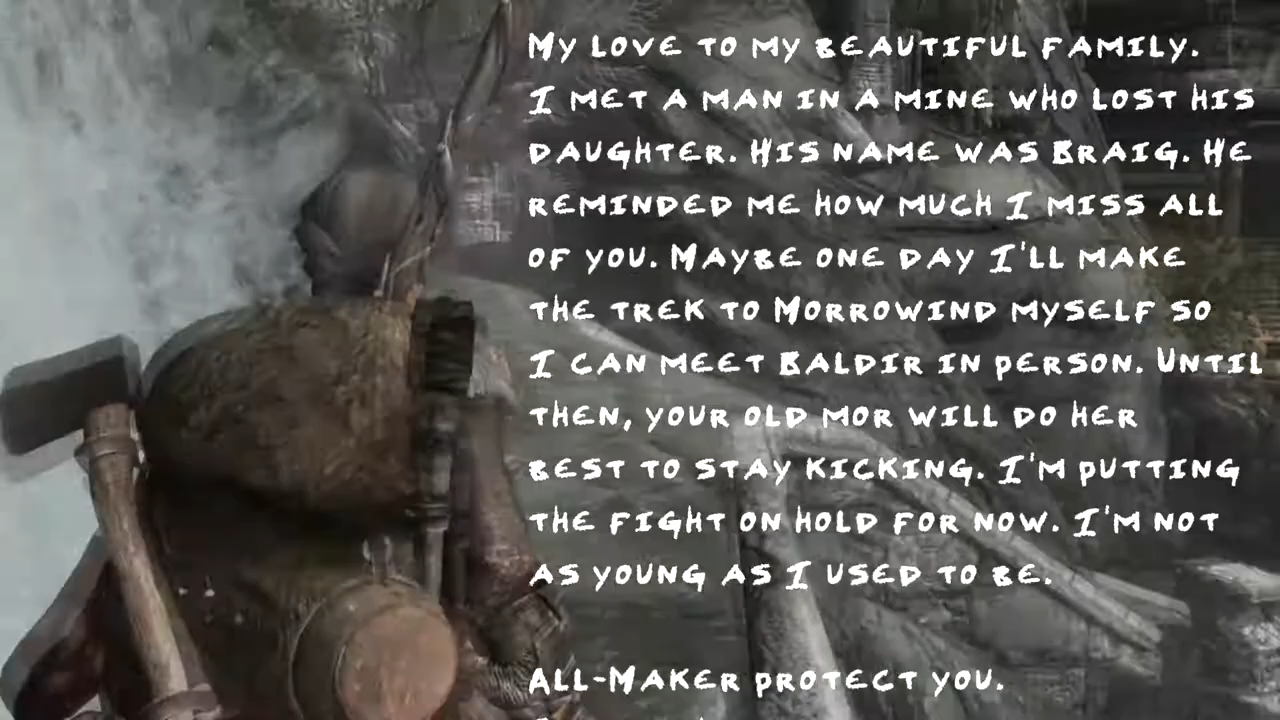 My love to my beautiful family.
I met a man in a mine who lost his
daughter. His name was Braig. He
reminded me how much I miss all
of you. Maybe one day I'll make
the trek to Morrowind myself so
I can meet Baldir in person. Until
then, your old mor will do her
best to stay kicking. I'm putting
the fight on hold for now. I'm not
as young as I used to be.
All-Maker protect you.